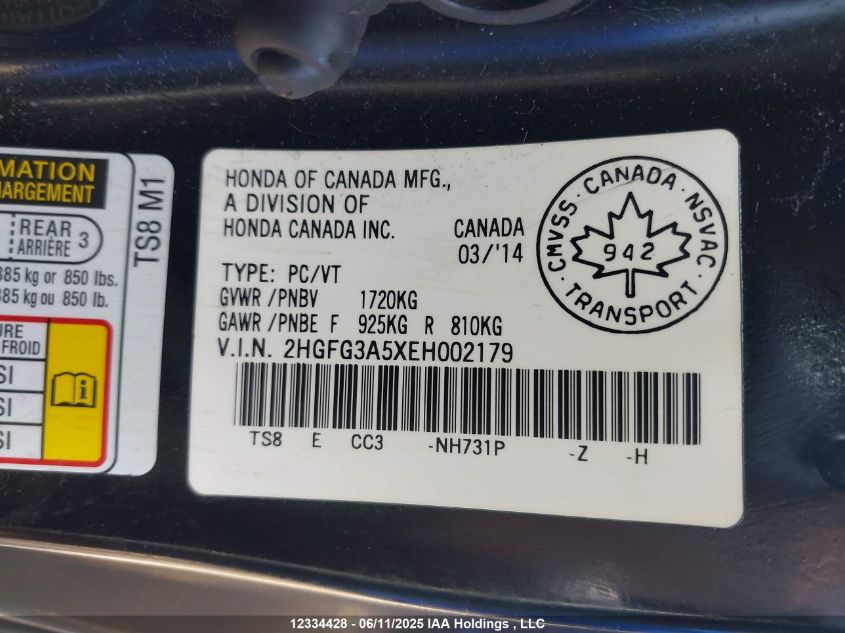 MATION
HARGEMENT
REAR 3
ARRIÈRE
385 kg or 850 lbs.
385 kg ou 850 lb.
URE
FROID
SI
SI
SI
TS8 M1
HONDA OF CANADA MFG.,
A DIVISION OF
HONDA CANADA INC. CANADA
03/'14
TYPE: PC/VT
GVWR /PNBV 1720KG
GAWR /PNBE F 925KG R 810KG
V.I.N. 2HGFG3A5XEH002179
TS8 E CC3 -NH731P -Z -H
CMVSS · CANADA · NSVAC
942
TRANSPORT
12334428 - 06/11/2025 IAA Holdings , LLC